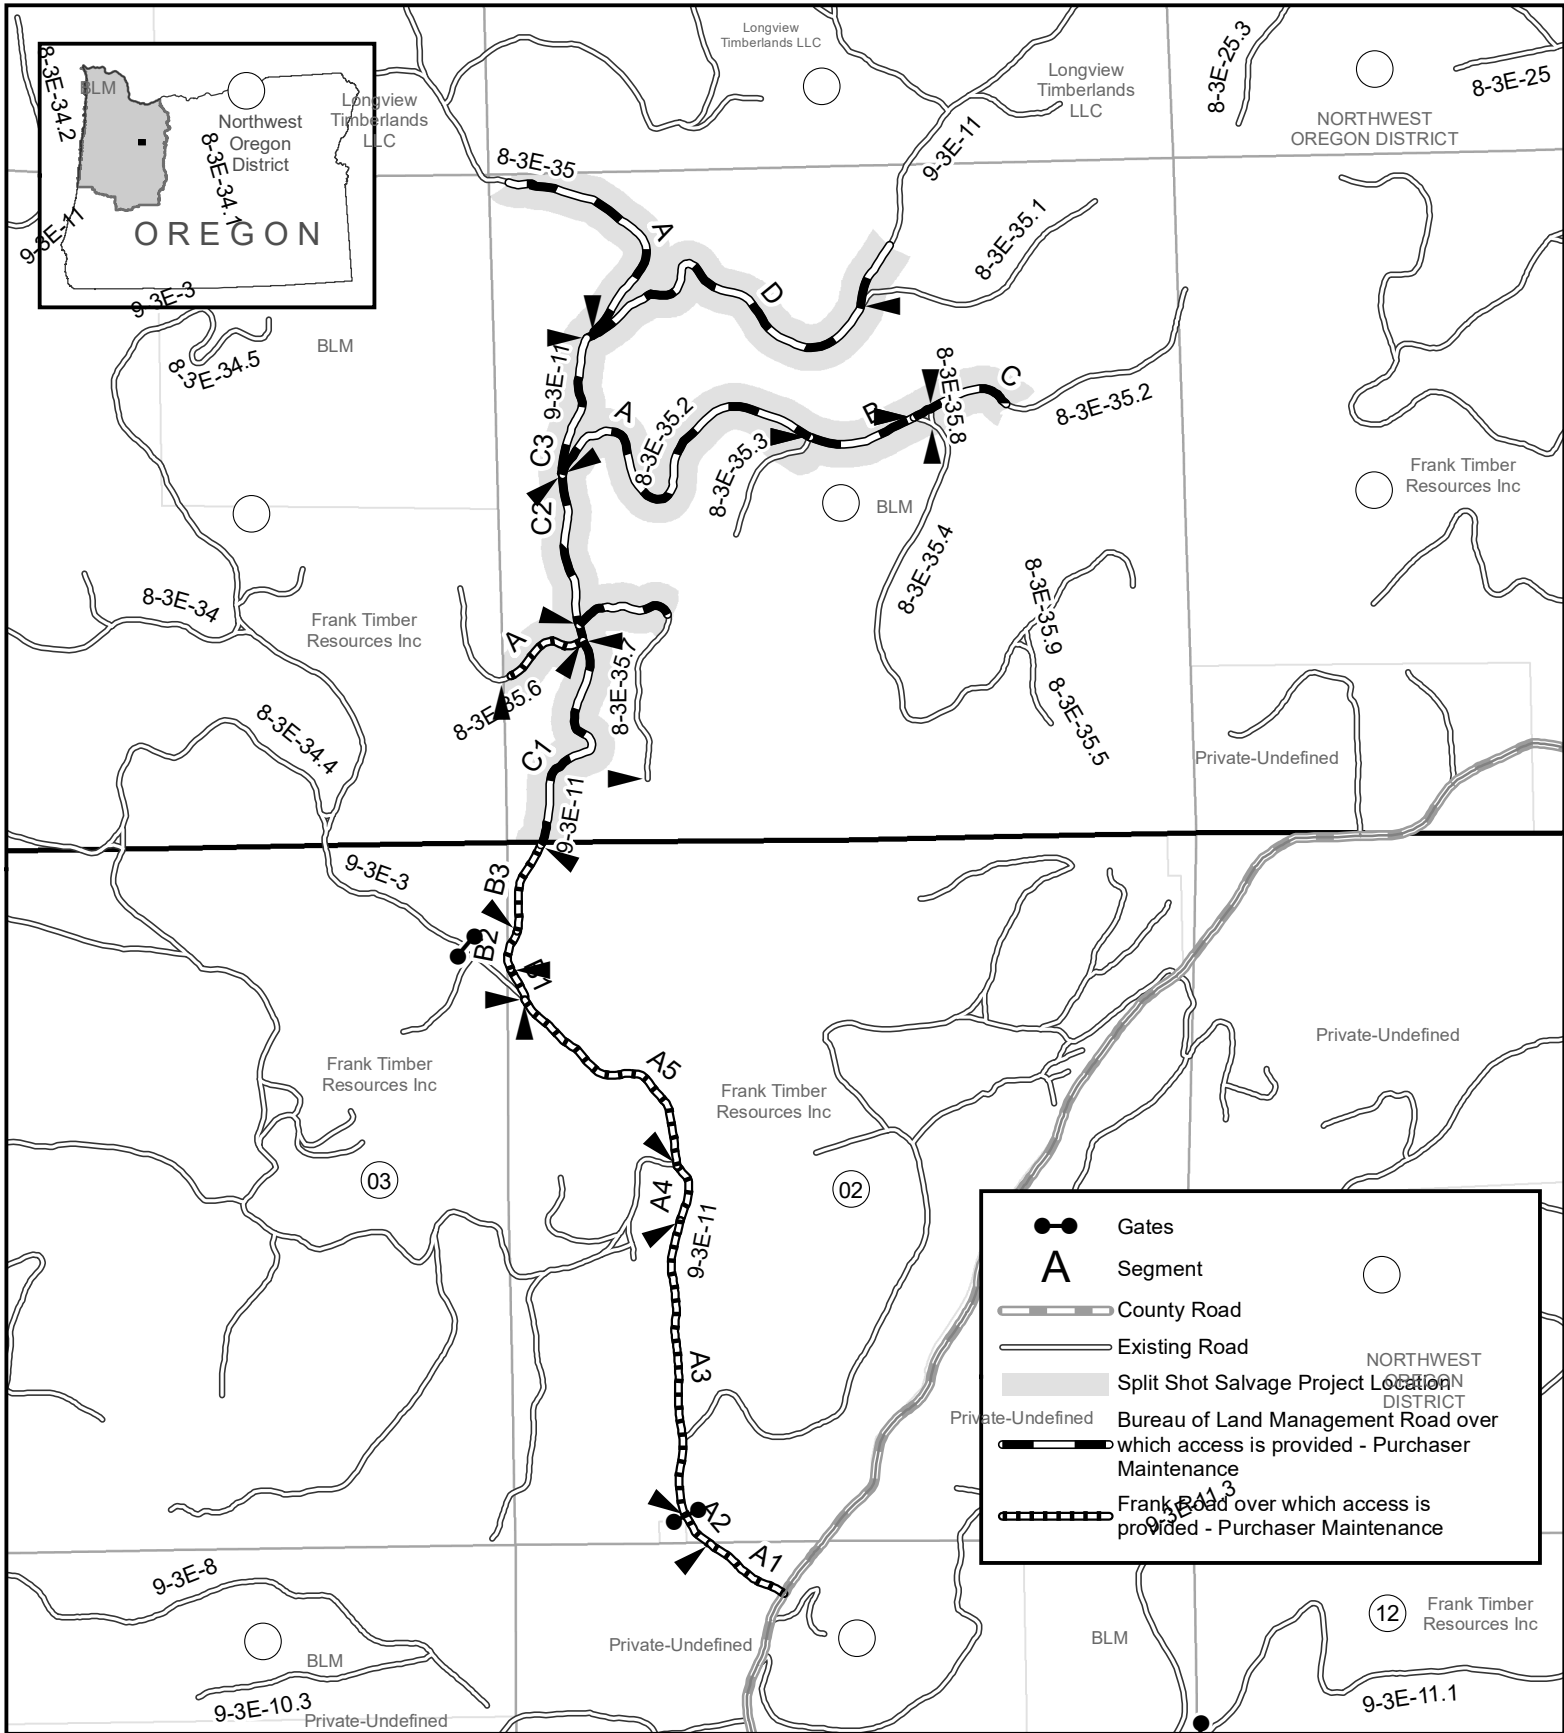 Longview
Timberlands LLC
8-3E-25.3
8-3E-25
8-3E-34.2
BLM
Longview
Timberlands
LLC
Northwest
Oregon
District
8-3E-34.1
OREGON
9-3E-11
Longview
Timberlands
LLC
NORTHWEST
OREGON DISTRICT
8-3E-35
9-3E-11
A
8-3E-35.1
D
9-3E-3
8-3E-34.5
BLM
9-3E-11
8-3E-35.8
C
8-3E-35.2
A
8-3E-35.2
B
8-3E-35.3
C3
C2
BLM
Frank Timber
Resources Inc
8-3E-35.4
8-3E-35.9
8-3E-35.5
8-3E-34
Frank Timber
Resources Inc
A
8-3E-35.6
8-3E-35.7
8-3E-34.4
C1
9-3E-11
Private-Undefined
9-3E-3
B3
B2
B1
Frank Timber
Resources Inc
A5
Frank Timber
Resources Inc
Private-Undefined
03
A4
9-3E-11
02
A3
Gates
A
Segment
County Road
Existing Road
Split Shot Salvage Project Location
NORTHWEST
OREGON
DISTRICT
Private-Undefined
Bureau of Land Management Road over
which access is provided - Purchaser
Maintenance
Frank Road over which access is
provided - Purchaser Maintenance
9-3E-11.3
A2
A1
9-3E-8
BLM
9-3E-10.3
Private-Undefined
Private-Undefined
BLM
12
Frank Timber
Resources Inc
9-3E-11.1